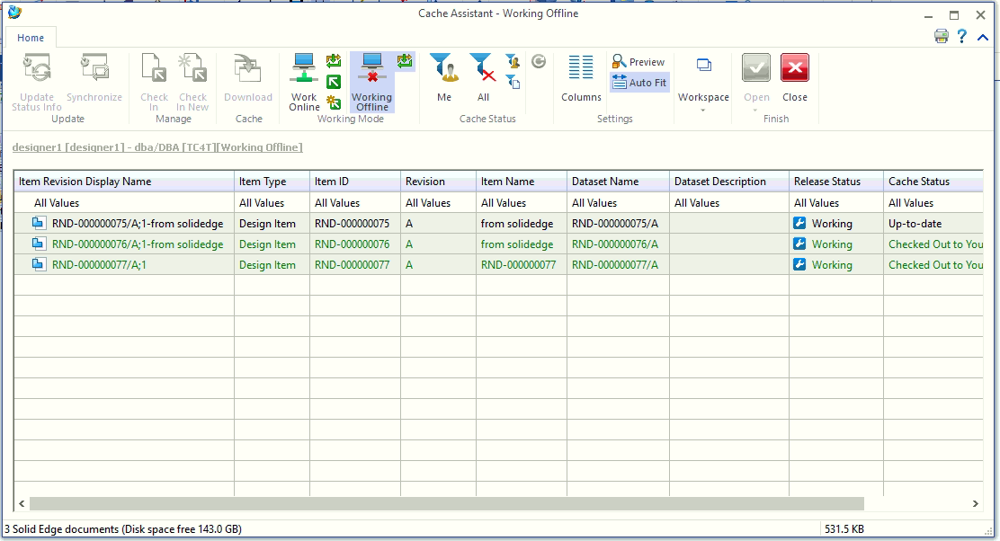 Cache Assistant - Working Offline
Home
Update Status Info
Synchronize
Update
Check In
Check In New
Manage
Download
Cache
Work Online
Working Offline
Working Mode
Me
All
Cache Status
Columns
Preview
Auto Fit
Settings
Workspace
Open
Close
Finish
designer1 [designer1] - dba/DBA [TC4T][Working Offline]
Item Revision Display Name Item Type Item ID Revision Item Name Dataset Name Dataset Description Release Status Cache Status
All Values All Values All Values All Values All Values All Values All Values All Values All Values
RND-000000075/A;1-from solidedge Design Item RND-000000075 A from solidedge RND-000000075/A Working Up-to-date
RND-000000076/A;1-from solidedge Design Item RND-000000076 A from solidedge RND-000000076/A Working Checked Out to You
RND-000000077/A;1 Design Item RND-000000077 A RND-000000077 RND-000000077/A Working Checked Out to You
3 Solid Edge documents (Disk space free 143.0 GB) 531.5 KB